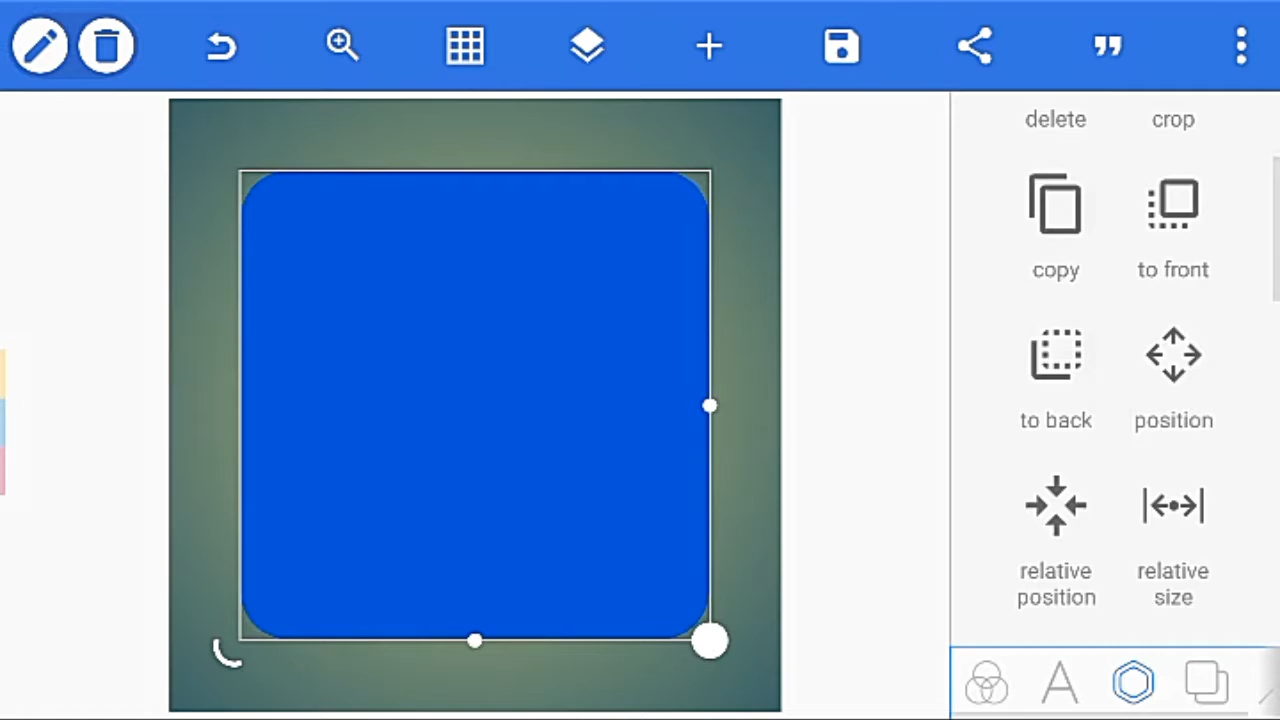 delete crop
copy to front
to back position
relative position
relative size